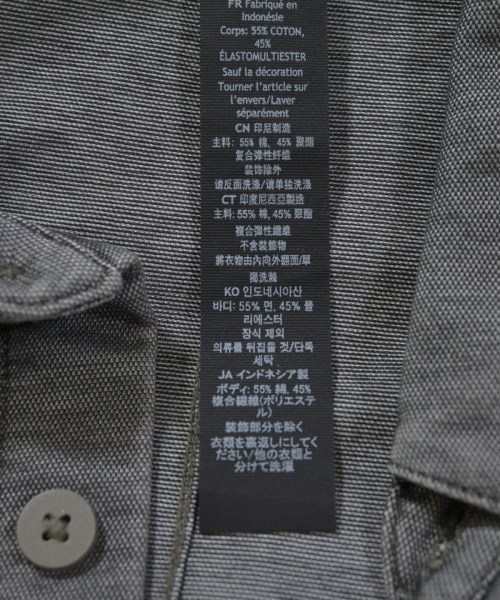 FR Fabriqué en
Indonésie
Corps: 55% COTON,
45%
ÉLASTOMULTIESTER
Sauf la décoration
Tourner l'article sur
l'envers/Laver
séparément
CN 印尼制造
主料: 55% 棉, 45% 聚酯
复合弹性纤维
装饰除外
请反面洗涤/请单独洗涤
CT 印度尼西亞製造
主料: 55% 棉, 45% 聚酯
複合彈性纖維
不含裝飾物
將衣物由內向外翻面/單
獨洗滌
KO 인도네시아산
바디: 55% 면, 45% 폴
리에스터
장식 제외
의류를 뒤집을 것/단독
세탁
JA インドネシア製
ボディ: 55% 綿, 45%
複合繊維(ポリエステ
ル)
装飾部分を除く
衣類を裏返しにしてく
ださい/他の衣類と
分けて洗濯